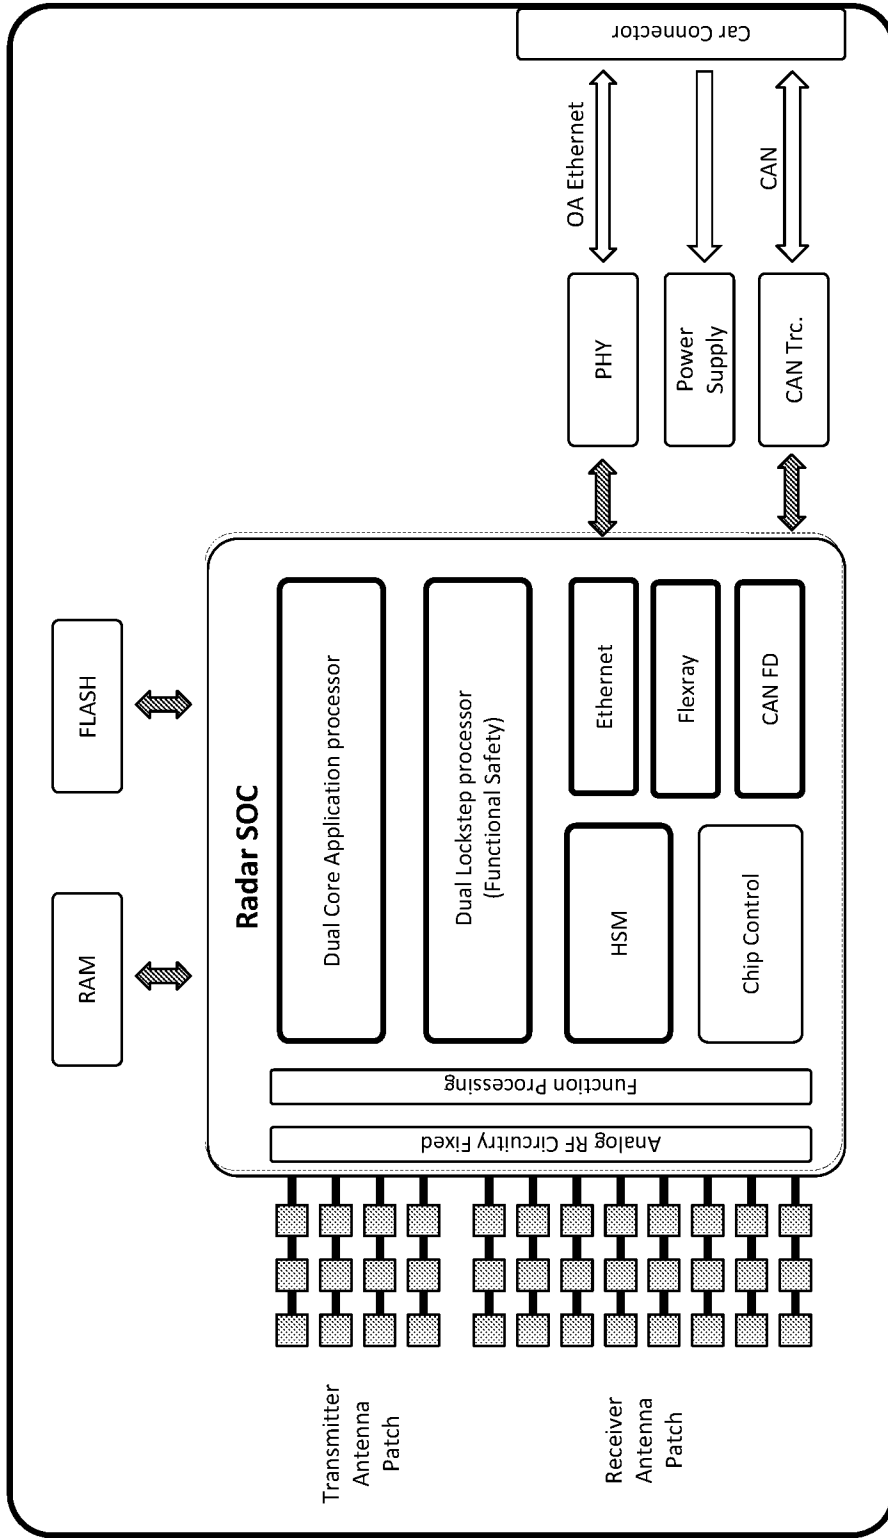 RAM
FLASH
Radar SOC
Dual Core Application processor
Dual Lockstep processor
(Functional Safety)
HSM
Chip Control
Ethernet
Flexray
CAN FD
Function Processing
Analog RF Circuitry Fixed
Transmitter
Antenna
Patch
Receiver
Antenna
Patch
PHY
Power
Supply
CAN Trc.
OA Ethernet
CAN
Car Connector